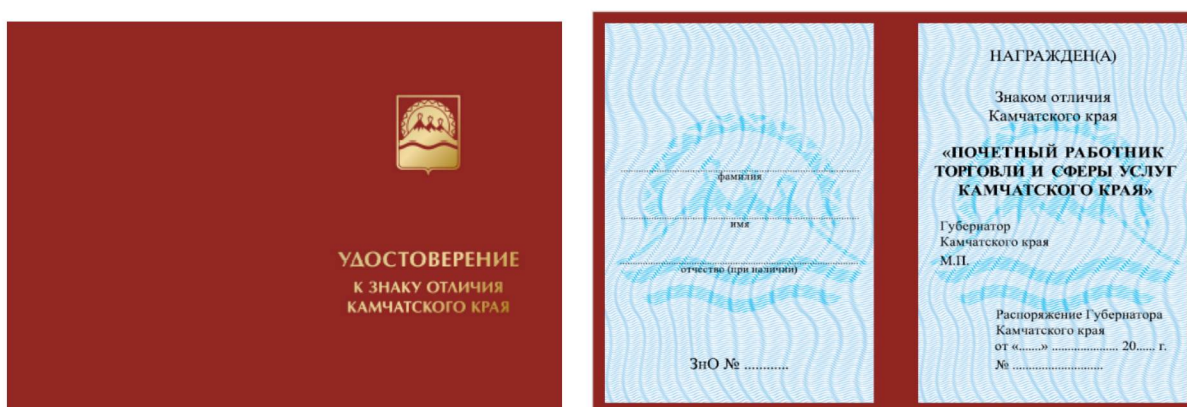 УДОСТОВЕРЕНИЕ
К ЗНАКУ ОТЛИЧИЯ
КАМЧАТСКОГО КРАЯ
фамилия
имя
отчество (при наличии)
ЗнО № ............
НАГРАЖДЕН(А)
Знаком отличия
Камчатского края
«ПОЧЕТНЫЙ РАБОТНИК
ТОРГОВЛИ И СФЕРЫ УСЛУГ
КАМЧАТСКОГО КРАЯ»
Губернатор
Камчатского края
М.П.
Распоряжение Губернатора
Камчатского края
от «.......» ..................... 20...... г.
№ ............................